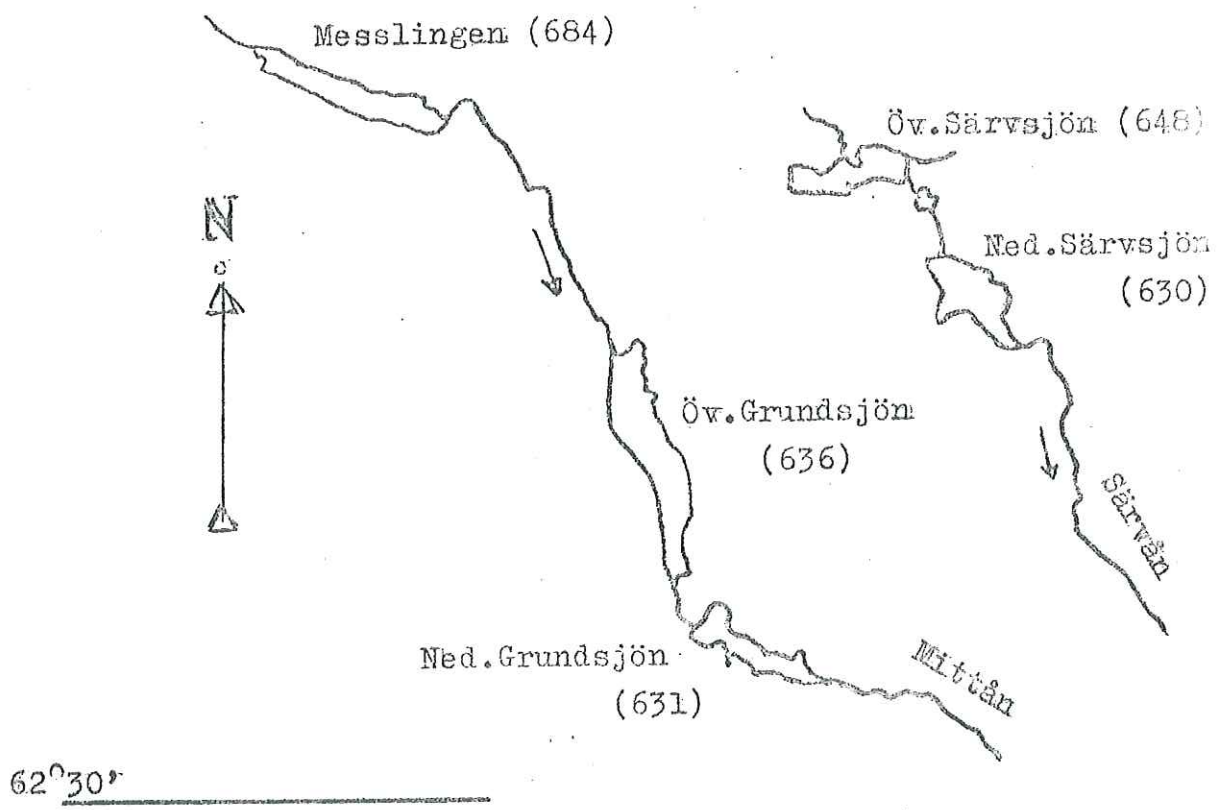 Messlingen (684)
Öv.Särvsjön (648)
N
Ned.Särvsjön
(630)
Öv.Grundsjön
(636)
Särvån
Ned.Grundsjön
(631)
Mittån
62°30'